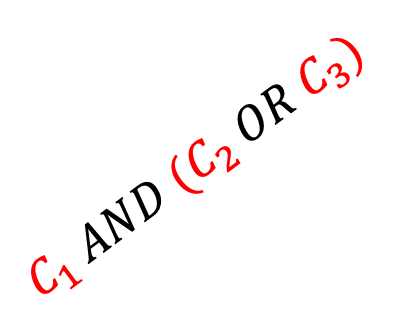 C₁ AND (C₂ OR C₃)